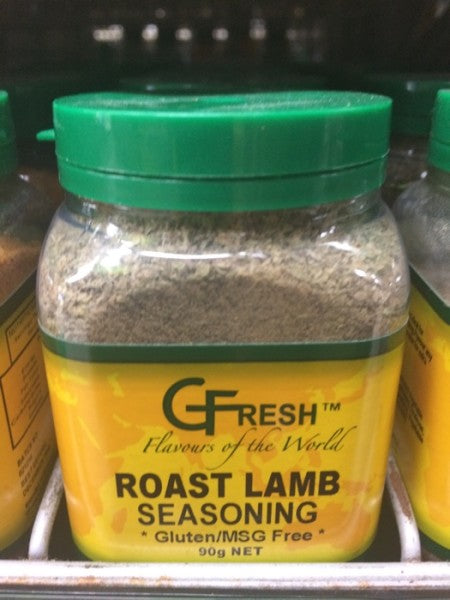 GFRESH™
Flavours of the World
ROAST LAMB
SEASONING
* Gluten/MSG Free *
90g NET